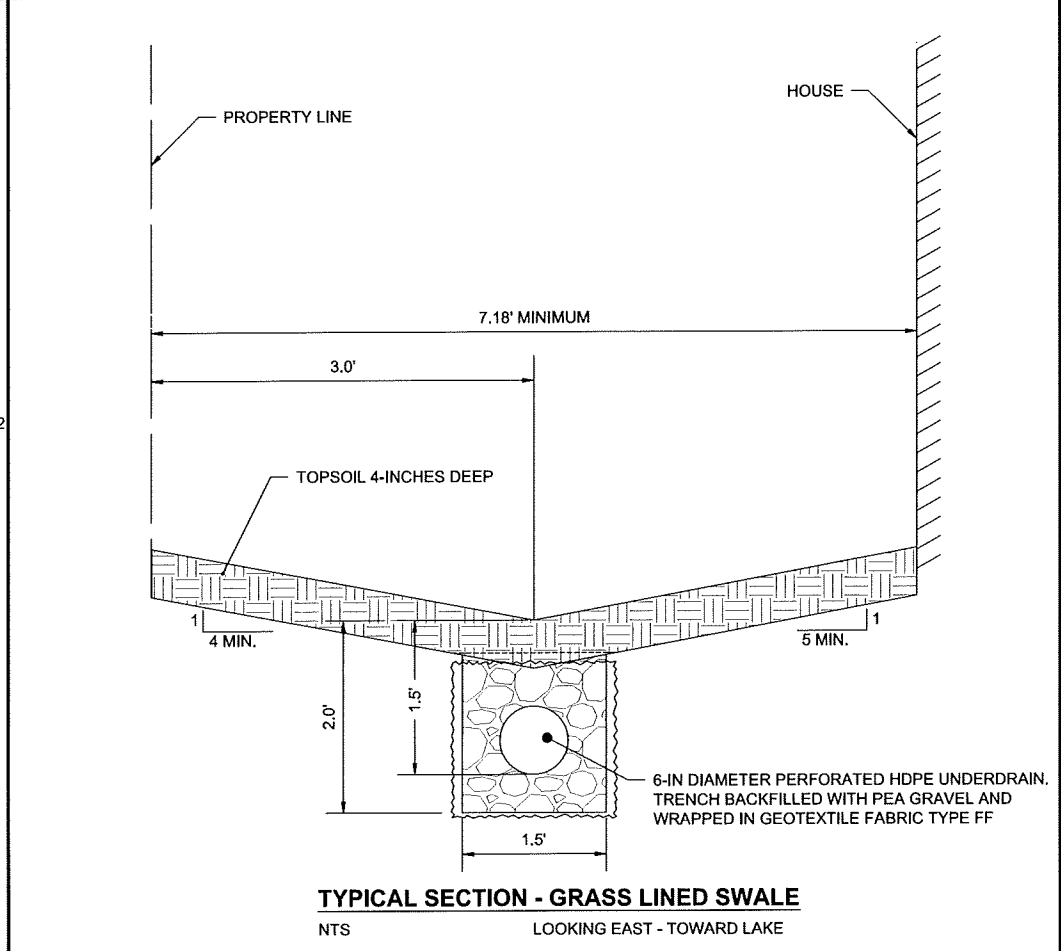 PROPERTY LINE
HOUSE
7.18' MINIMUM
3.0'
2
TOPSOIL 4-INCHES DEEP
1
4 MIN.
1
5 MIN.
2.0'
1.5'
6-IN DIAMETER PERFORATED HDPE UNDERDRAIN.
TRENCH BACKFILLED WITH PEA GRAVEL AND
WRAPPED IN GEOTEXTILE FABRIC TYPE FF
1.5'
TYPICAL SECTION - GRASS LINED SWALE
NTS LOOKING EAST - TOWARD LAKE